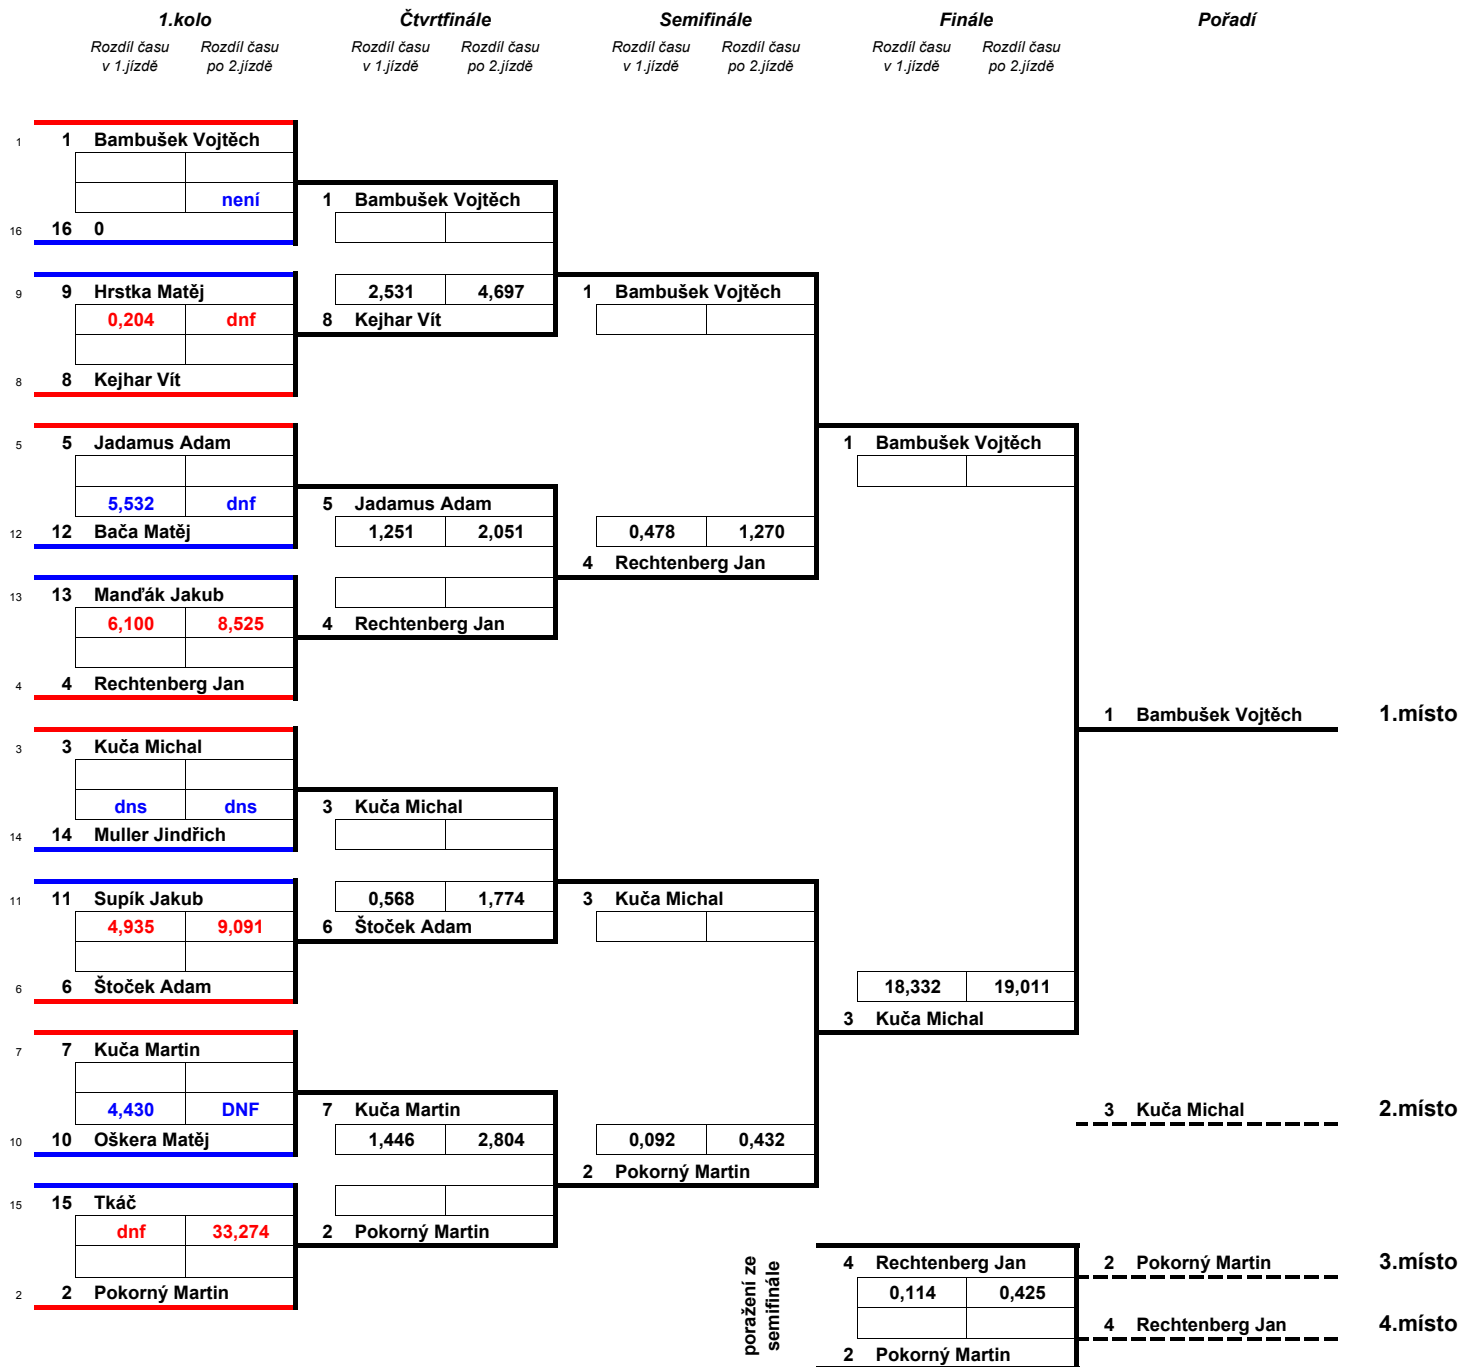 1.kolo Čtvrtfinále Semifinále Finále Pořadí
Rozdíl času Rozdíl času Rozdíl času Rozdíl času Rozdíl času Rozdíl času Rozdíl času Rozdíl času
v 1.jízdě po 2.jízdě v 1.jízdě po 2.jízdě v 1.jízdě po 2.jízdě v 1.jízdě po 2.jízdě
1 1 Bambušek Vojtěch
není 1 Bambušek Vojtěch
16 16 0
9 9 Hrstka Matěj 2,531 4,697 1 Bambušek Vojtěch
0,204 dnf 8 Kejhar Vít
8 8 Kejhar Vít
5 5 Jadamus Adam 1 Bambušek Vojtěch
5,532 dnf 5 Jadamus Adam
12 12 Bača Matěj 1,251 2,051 0,478 1,270
4 Rechtenberg Jan
13 13 Manďák Jakub
6,100 8,525 4 Rechtenberg Jan
4 4 Rechtenberg Jan
1 Bambušek Vojtěch 1.místo
3 3 Kuča Michal
dns dns 3 Kuča Michal
14 14 Muller Jindřich
11 11 Supík Jakub 0,568 1,774 3 Kuča Michal
4,935 9,091 6 Štoček Adam
6 6 Štoček Adam 18,332 19,011
3 Kuča Michal
7 7 Kuča Martin
4,430 DNF 7 Kuča Martin 3 Kuča Michal 2.místo
10 10 Oškera Matěj 1,446 2,804 0,092 0,432
2 Pokorný Martin
15 15 Tkáč
dnf 33,274 2 Pokorný Martin
poražení ze
semifinále
4 Rechtenberg Jan 2 Pokorný Martin 3.místo
2 2 Pokorný Martin 0,114 0,425
4 Rechtenberg Jan 4.místo
2 Pokorný Martin